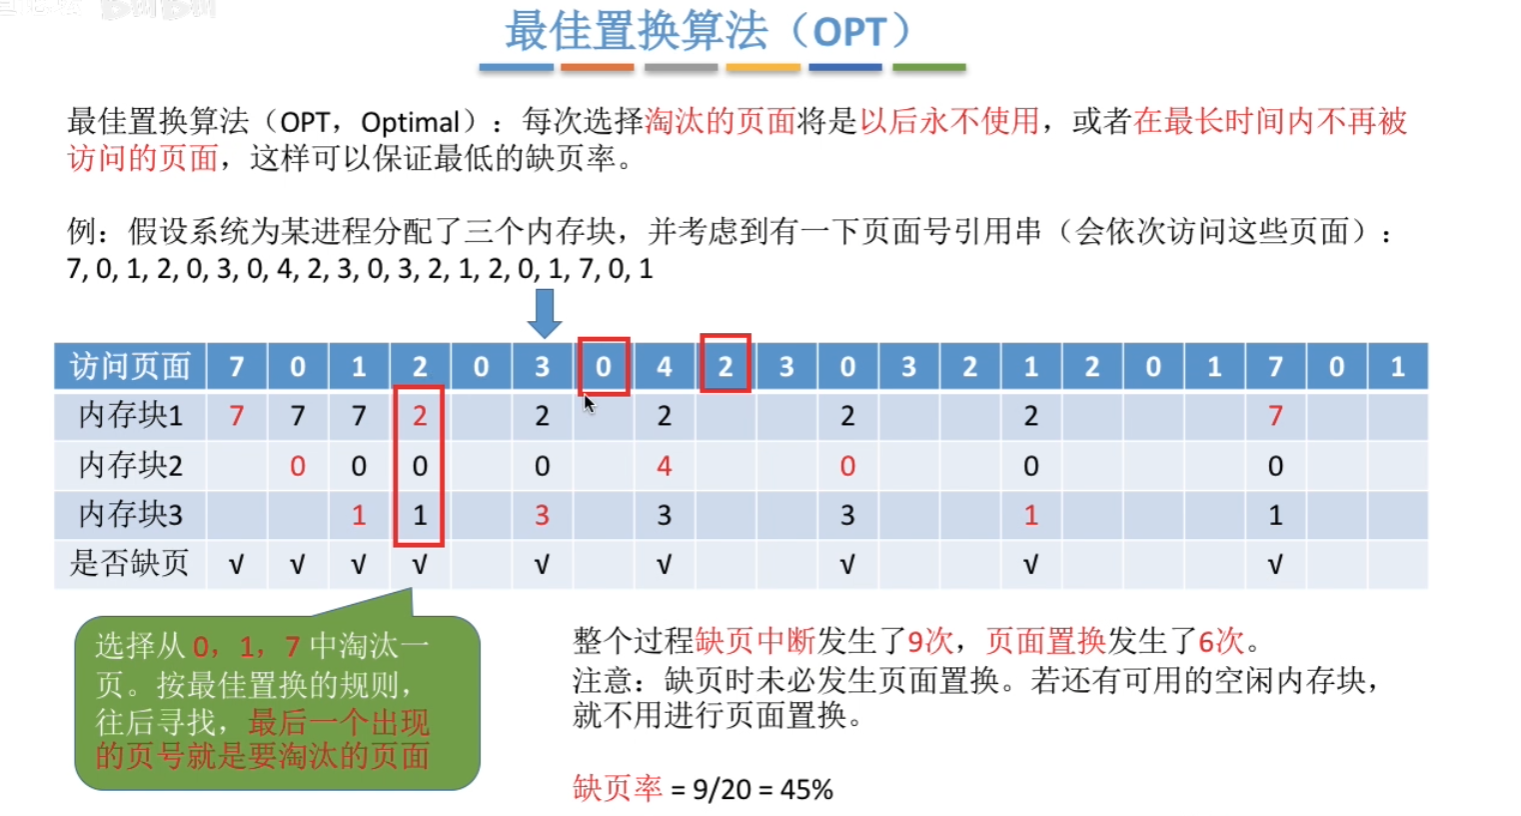 最佳置换算法（OPT）
最佳置换算法（OPT，Optimal）：每次选择淘汰的页面将是以后永不使用，或者在最长时间内不再被
访问的页面，这样可以保证最低的缺页率。
例：假设系统为某进程分配了三个内存块，并考虑到有一下页面号引用串（会依次访问这些页面）：
7, 0, 1, 2, 0, 3, 0, 4, 2, 3, 0, 3, 2, 1, 2, 0, 1, 7, 0, 1
访问页面 7 0 1 2 0 3 0 4 2 3 0 3 2 1 2 0 1 7 0 1
内存块1 7 7 7 2 2 2 2 2 7
内存块2 0 0 0 0 4 0 0 0
内存块3 1 1 3 3 3 1 1
是否缺页 √ √ √ √ √ √ √ √ √
选择从 0，1，7 中淘汰一
页。按最佳置换的规则，
往后寻找，最后一个出现
的页号就是要淘汰的页面
整个过程缺页中断发生了9次，页面置换发生了6次。
注意：缺页时未必发生页面置换。若还有可用的空闲内存块，
就不用进行页面置换。
缺页率 = 9/20 = 45%